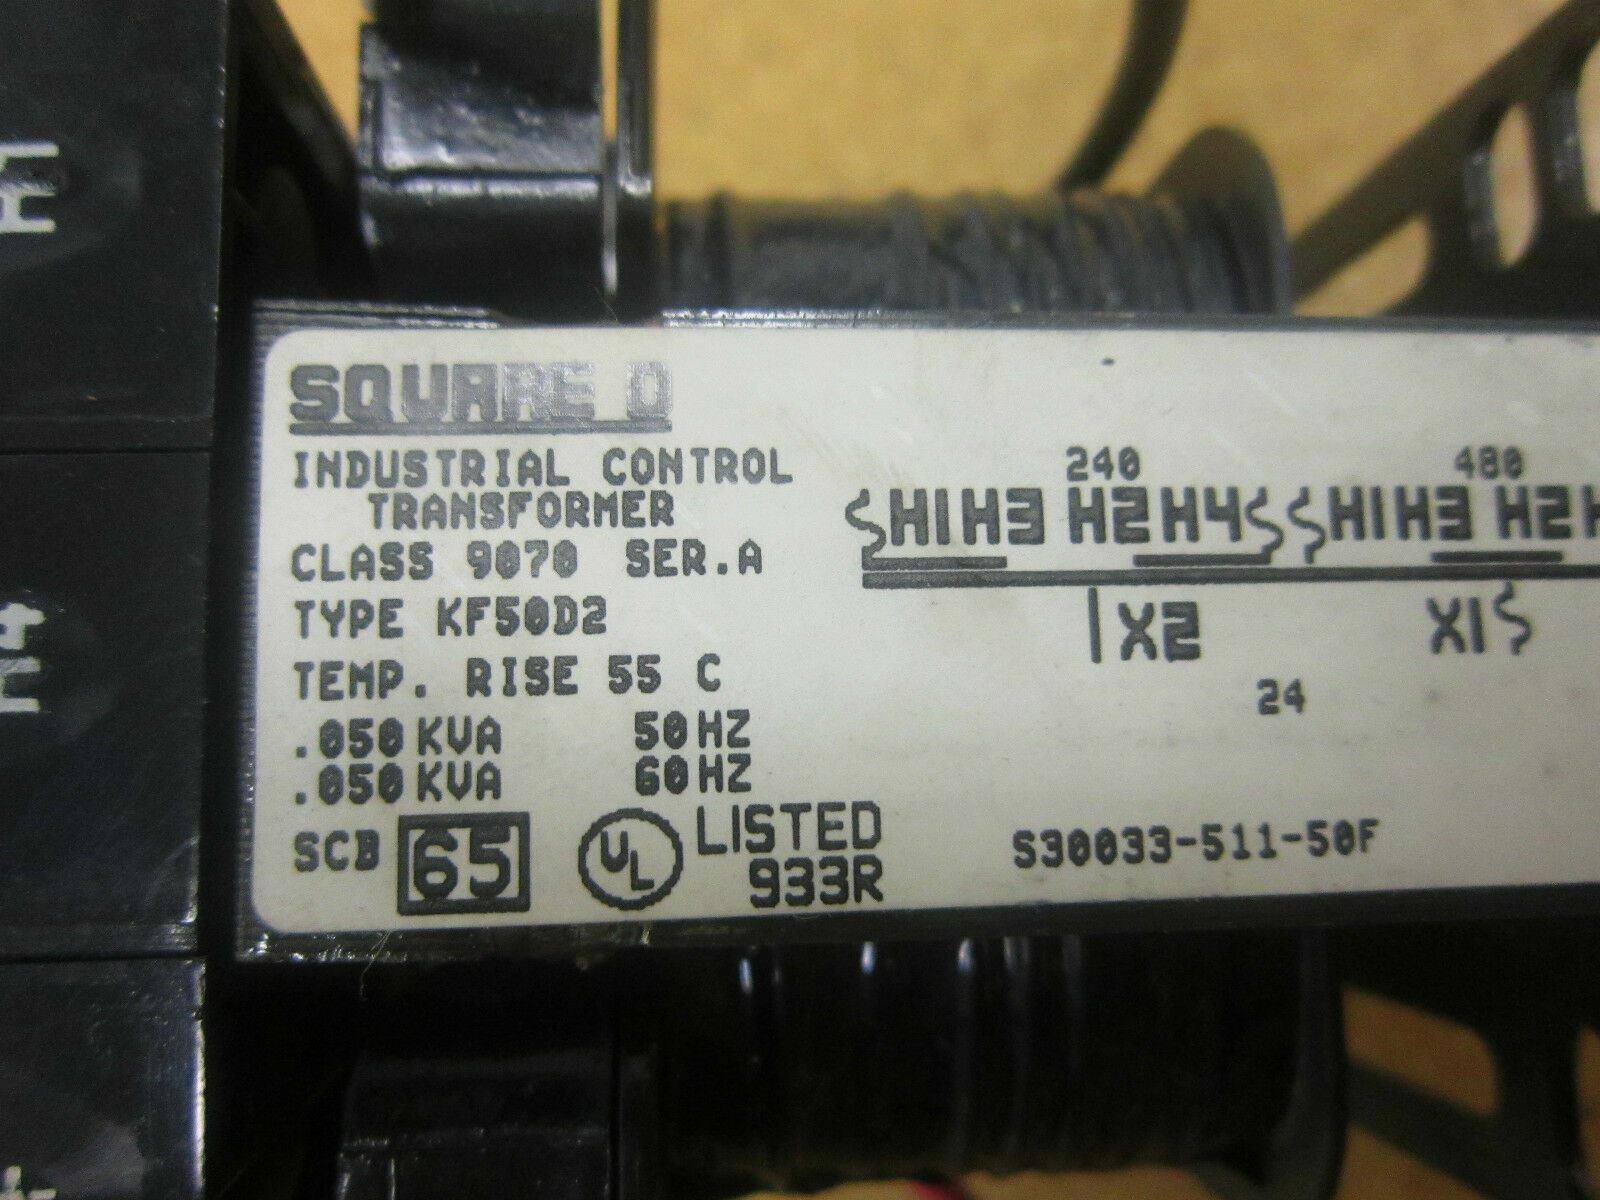 SQUARE D
INDUSTRIAL CONTROL
TRANSFORMER
CLASS 9070 SER.A
TYPE KF50D2
TEMP. RISE 55 C
.050 KVA 50 HZ
.050 KVA 60 HZ
SCB 65 UL LISTED
933R
240 480
H1 H3 H2 H4 H1 H3 H2
X2 X1
24
S30033-511-50F
H4